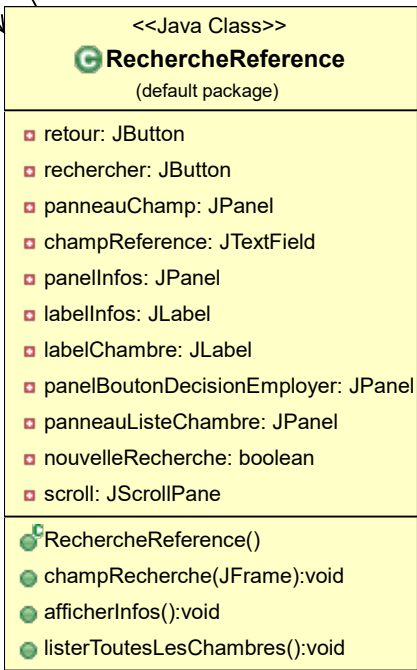 <<Java Class>>
RechercheReference
(default package)
retour: JButton
rechercher: JButton
panneauChamp: JPanel
champReference: JTextField
panelInfos: JPanel
labelInfos: JLabel
labelChambre: JLabel
panelBoutonDecisionEmployer: JPanel
panneauListeChambre: JPanel
nouvelleRecherche: boolean
scroll: JScrollPane
RechercheReference()
champRecherche(JFrame):void
afficherInfos():void
listerToutesLesChambres():void